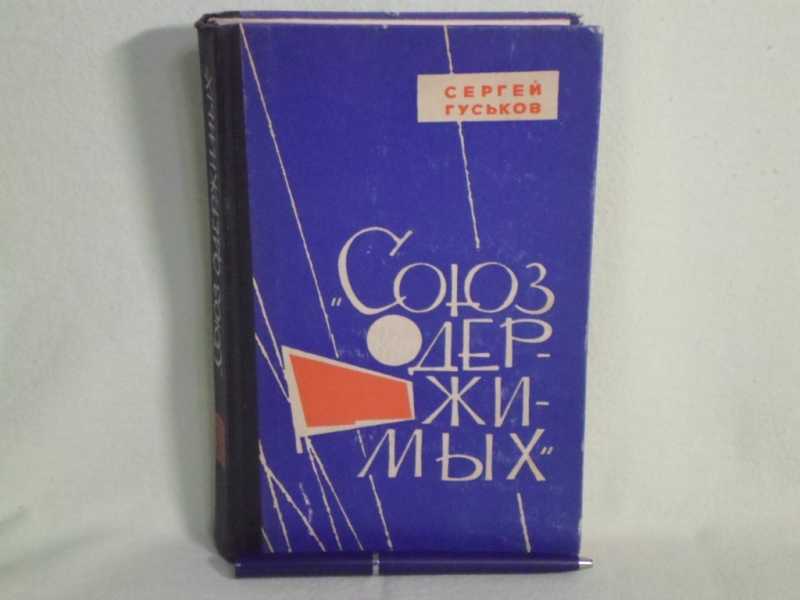 СЕРГЕЙ
ГУСЬКОВ
„СОЮЗ
ОДЕР-
ЖИ-
МЫХ"
СОЮЗ ОДЕРЖИМЫХ